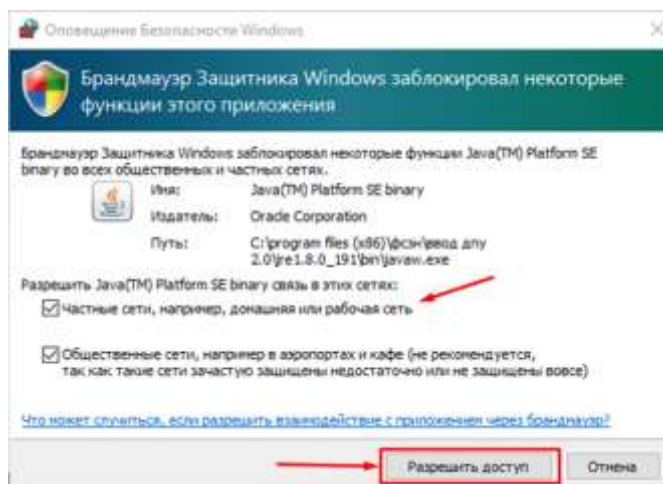 Оповещение Безопасности Windows
Брандмауэр Защитника Windows заблокировал некоторые
функции этого приложения
Брандмауэр Защитника Windows заблокировал некоторые функции Java(TM) Platform SE
binary во всех общественных и частных сетях.
Имя: Java(TM) Platform SE binary
Издатель: Oracle Corporation
Путь: C:\program files (x86)\фсзн\ввод дпу
2.0\jre1.8.0_191\bin\javaw.exe
Разрешить Java(TM) Platform SE binary связь в этих сетях:
Частные сети, например, домашняя или рабочая сеть
Общественные сети, например в аэропортах и кафе (не рекомендуется,
так как такие сети зачастую защищены недостаточно или не защищены вовсе)
Что может случиться, если разрешить взаимодействие с приложением через брандмауэр?
Разрешить доступ
Отмена